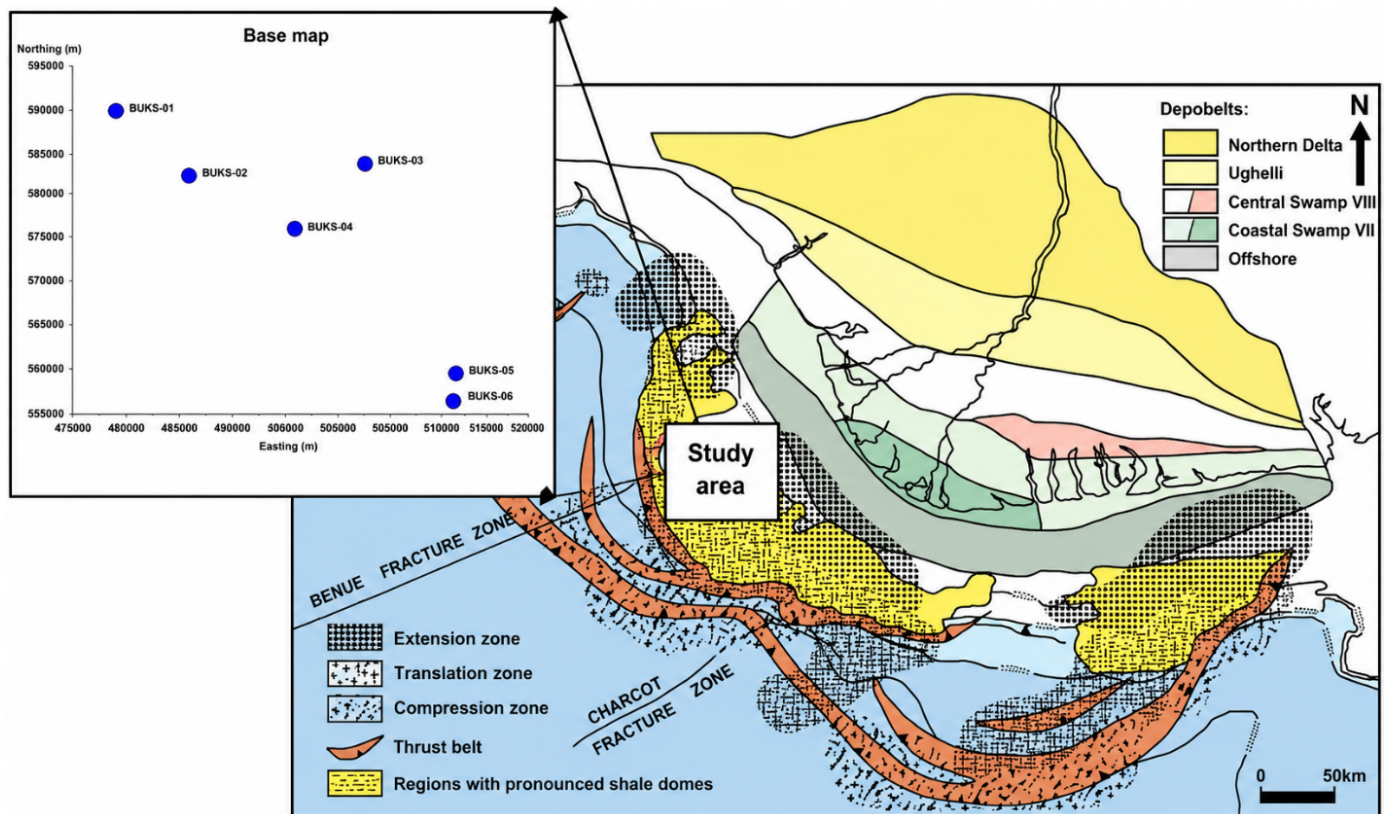 Base map
Northing (m)
595000
590000
585000
580000
575000
570000
565000
560000
555000
BUKS-01
BUKS-02
BUKS-03
BUKS-04
BUKS-05
BUKS-06
475000 480000 485000 490000 505000 505000 505000 510000 515000 520000
Easting (m)
Depobelts:
N
Northern Delta
Ughelli
Central Swamp VIII
Coastal Swamp VII
Offshore
Study
area
BENUE FRACTURE ZONE
CHARCOT
FRACTURE ZONE
Extension zone
Translation zone
Compression zone
Thrust belt
Regions with pronounced shale domes
0 50km